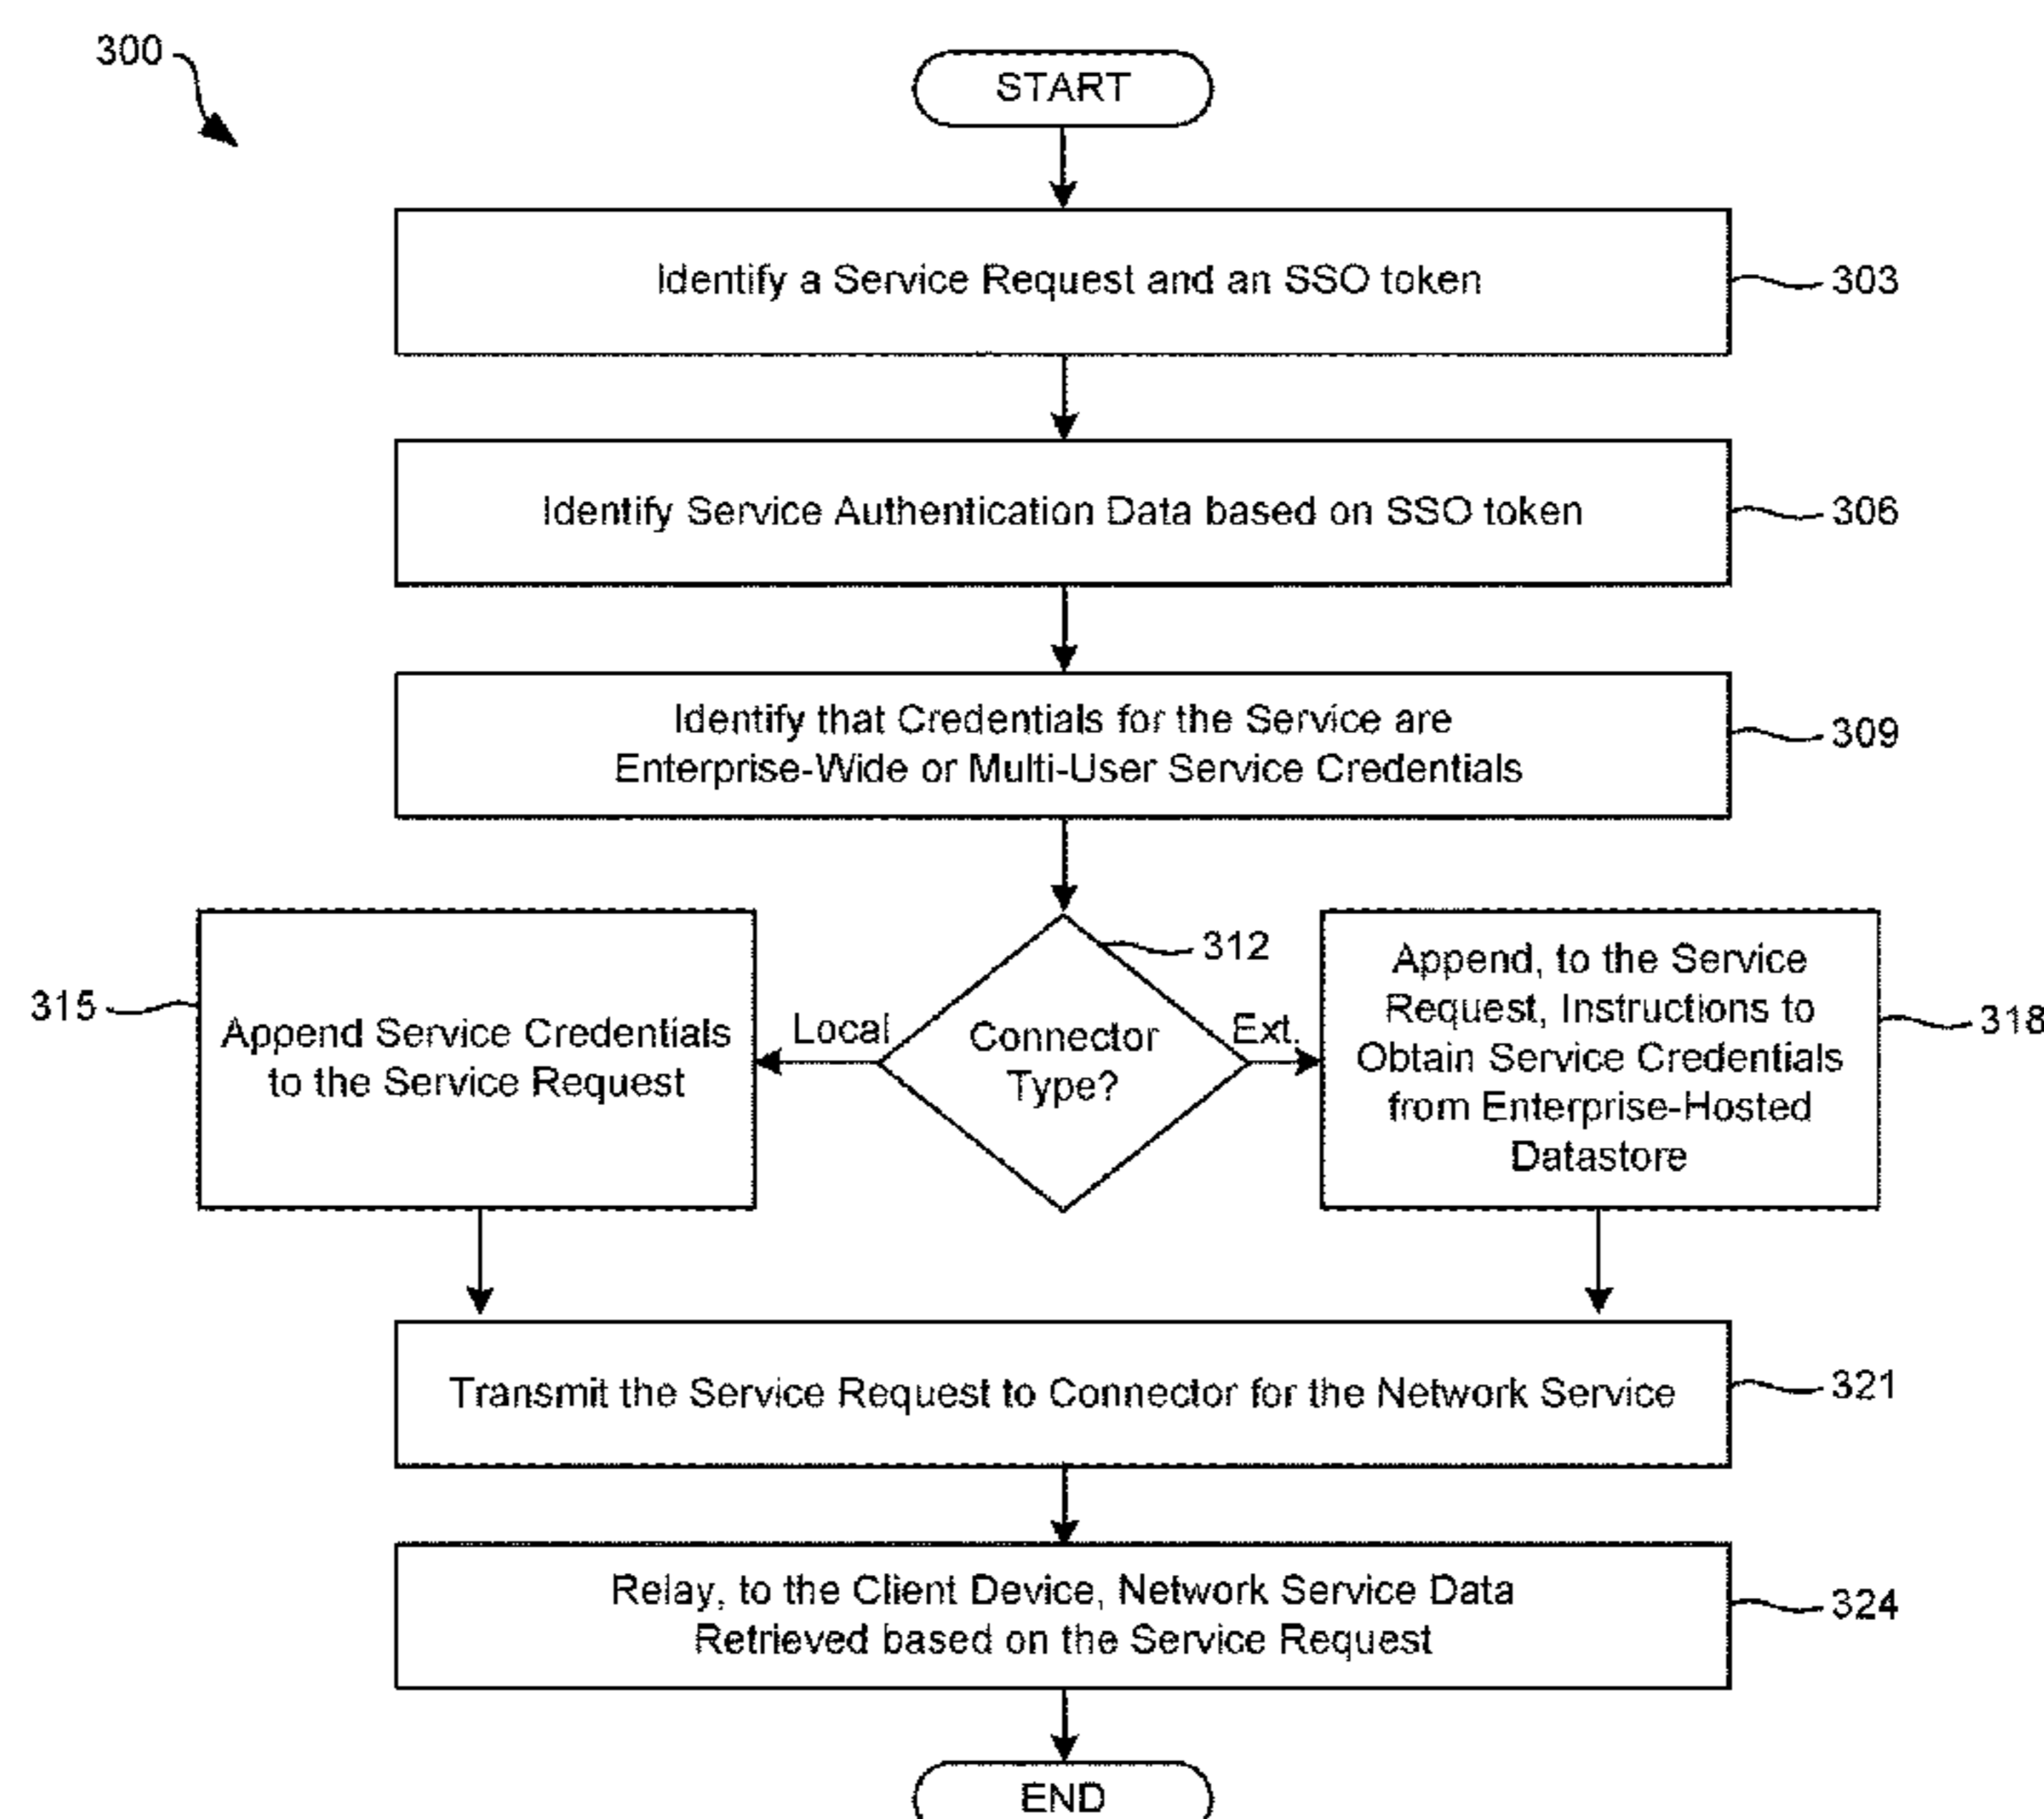 300
START
Identify a Service Request and an SSO token
303
Identify Service Authentication Data based on SSO token
306
Identify that Credentials for the Service are
Enterprise-Wide or Multi-User Service Credentials
309
312
Connector
Type?
Local
Ext.
315
Append Service Credentials
to the Service Request
Append, to the Service
Request, Instructions to
Obtain Service Credentials
from Enterprise-Hosted
Datastore
318
Transmit the Service Request to Connector for the Network Service
321
Relay, to the Client Device, Network Service Data
Retrieved based on the Service Request
324
END